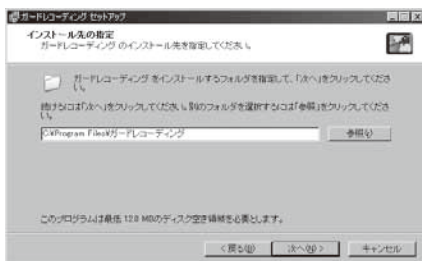 ガードレコーディング セットアップ
インストール先の指定
ガードレコーディング のインストール先を指定してください。
ガードレコーディング をインストールするフォルダを指定して、「次へ」をクリックしてくださ
い。
続けるには「次へ」をクリックしてください。別のフォルダを選択するには「参照」をクリックしてくださ
い。
C:¥Program Files¥ガードレコーディング
参照(R)
このプログラムは最低 12.0 MBのディスク空き領域を必要とします。
< 戻る(B)
次へ(N) >
キャンセル